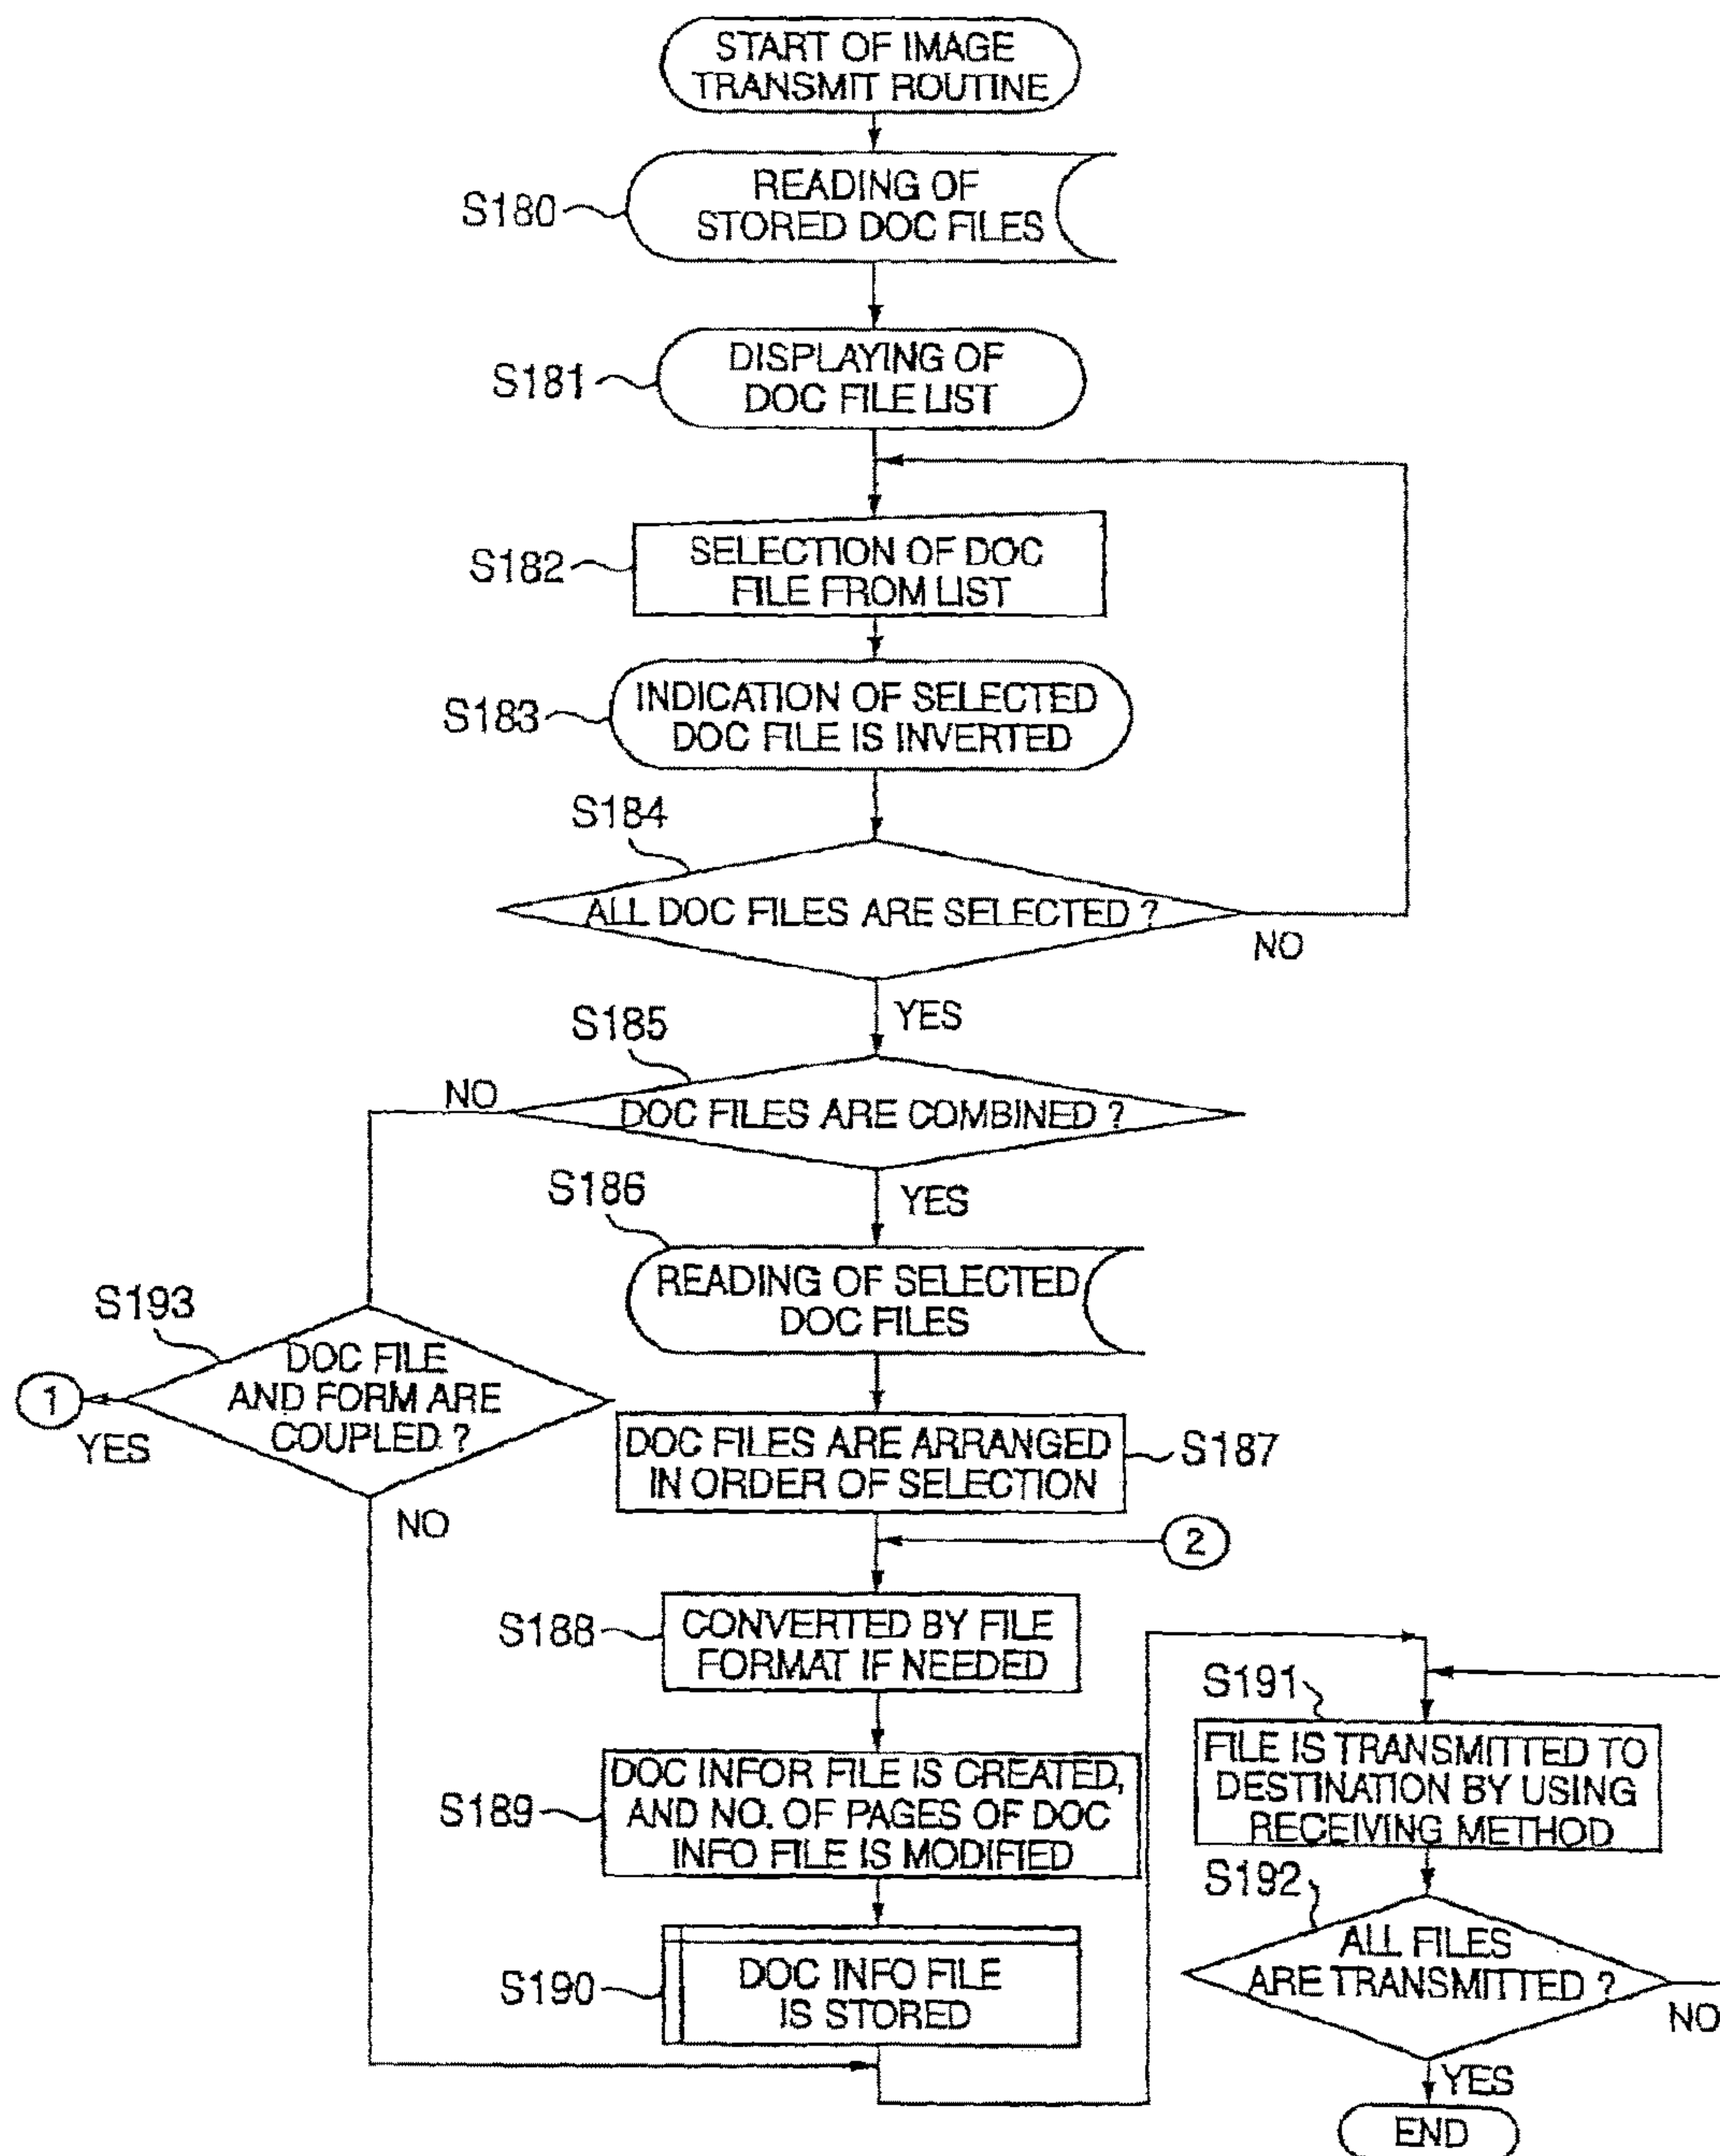 START OF IMAGE
TRANSMIT ROUTINE
S180
READING OF
STORED DOC FILES
S181
DISPLAYING OF
DOC FILE LIST
S182
SELECTION OF DOC
FILE FROM LIST
S183
INDICATION OF SELECTED
DOC FILE IS INVERTED
S184
ALL DOC FILES ARE SELECTED ?
NO
YES
S185
NO
DOC FILES ARE COMBINED ?
YES
S186
READING OF SELECTED
DOC FILES
S193
DOC FILE
AND FORM ARE
COUPLED ?
1
YES
NO
DOC FILES ARE ARRANGED
IN ORDER OF SELECTION
S187
2
S188
CONVERTED BY FILE
FORMAT IF NEEDED
S189
DOC INFOR FILE IS CREATED,
AND NO. OF PAGES OF DOC
INFO FILE IS MODIFIED
S190
DOC INFO FILE
IS STORED
S191
FILE IS TRANSMITTED TO
DESTINATION BY USING
RECEIVING METHOD
S192
ALL FILES
ARE TRANSMITTED ?
NO
YES
END